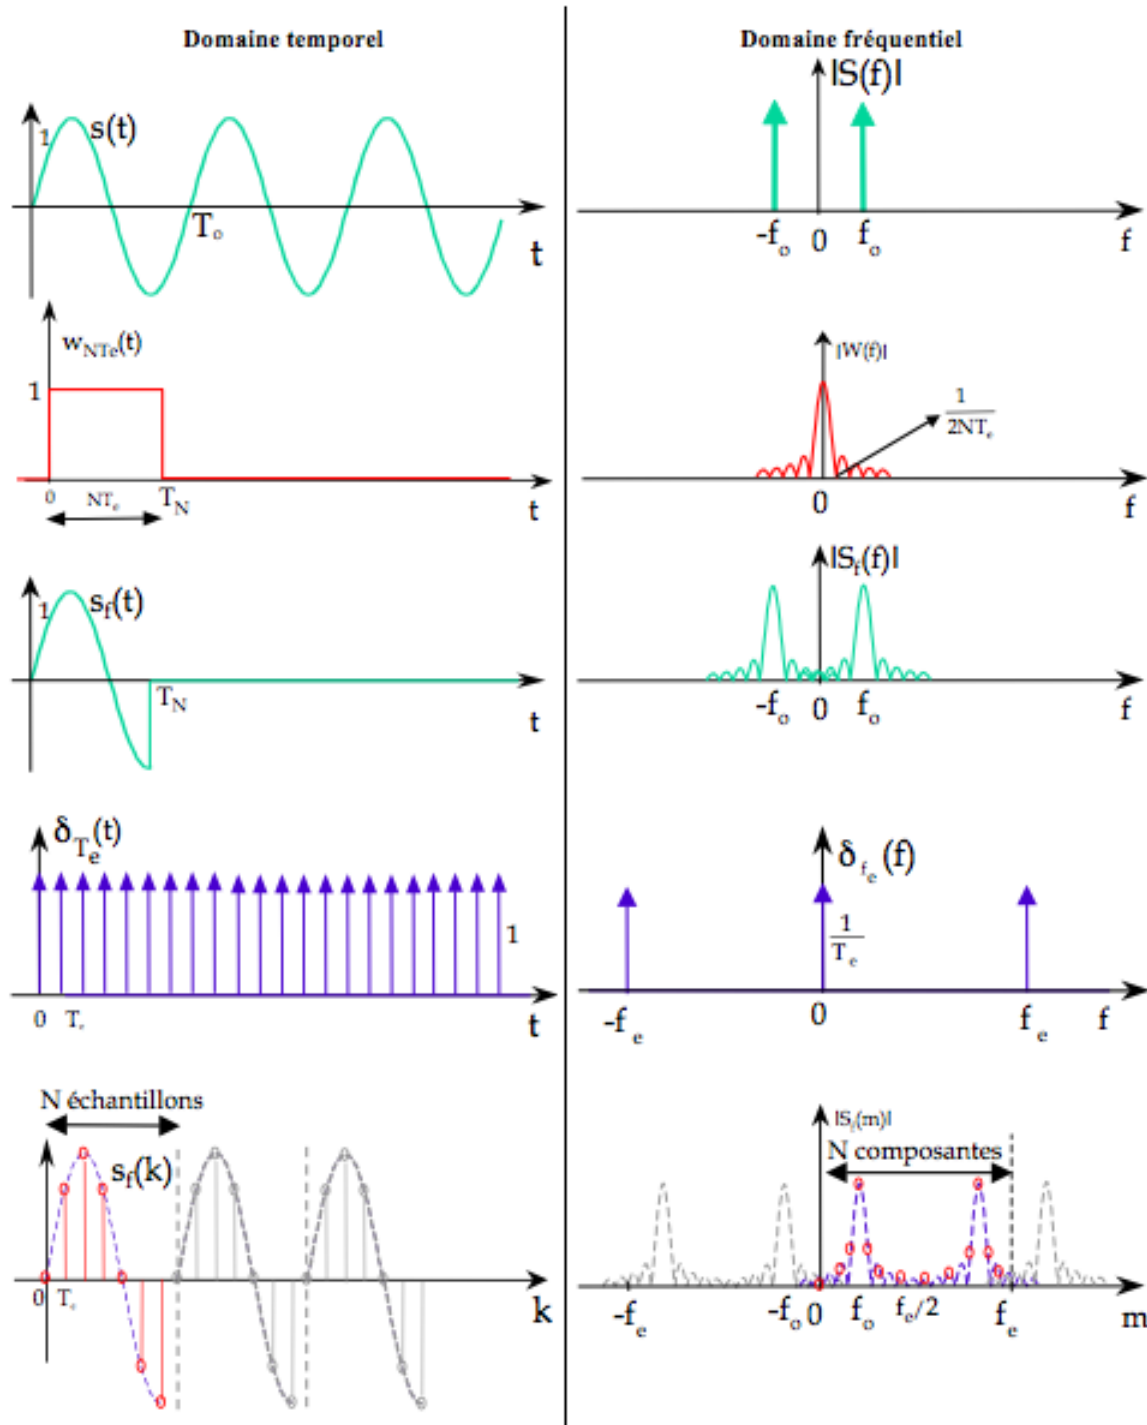 Domaine temporel
Domaine fréquentiel
1
s(t)
T₀
t
|S(f)|
-f₀
0
f₀
f
w_NTe(t)
1
0
NTₑ
T_N
t
|W(f)|
1
2NTₑ
0
f
1
s_f(t)
T_N
t
|S_f(f)|
-f₀
0
f₀
f
δ_Tₑ(t)
1
0
Tₑ
t
δ_fₑ(f)
1
Tₑ
-fₑ
0
fₑ
f
N échantillons
s_f(k)
0
Tₑ
k
|S_f(m)|
N composantes
-fₑ
-f₀
0
f₀
fₑ/2
fₑ
m